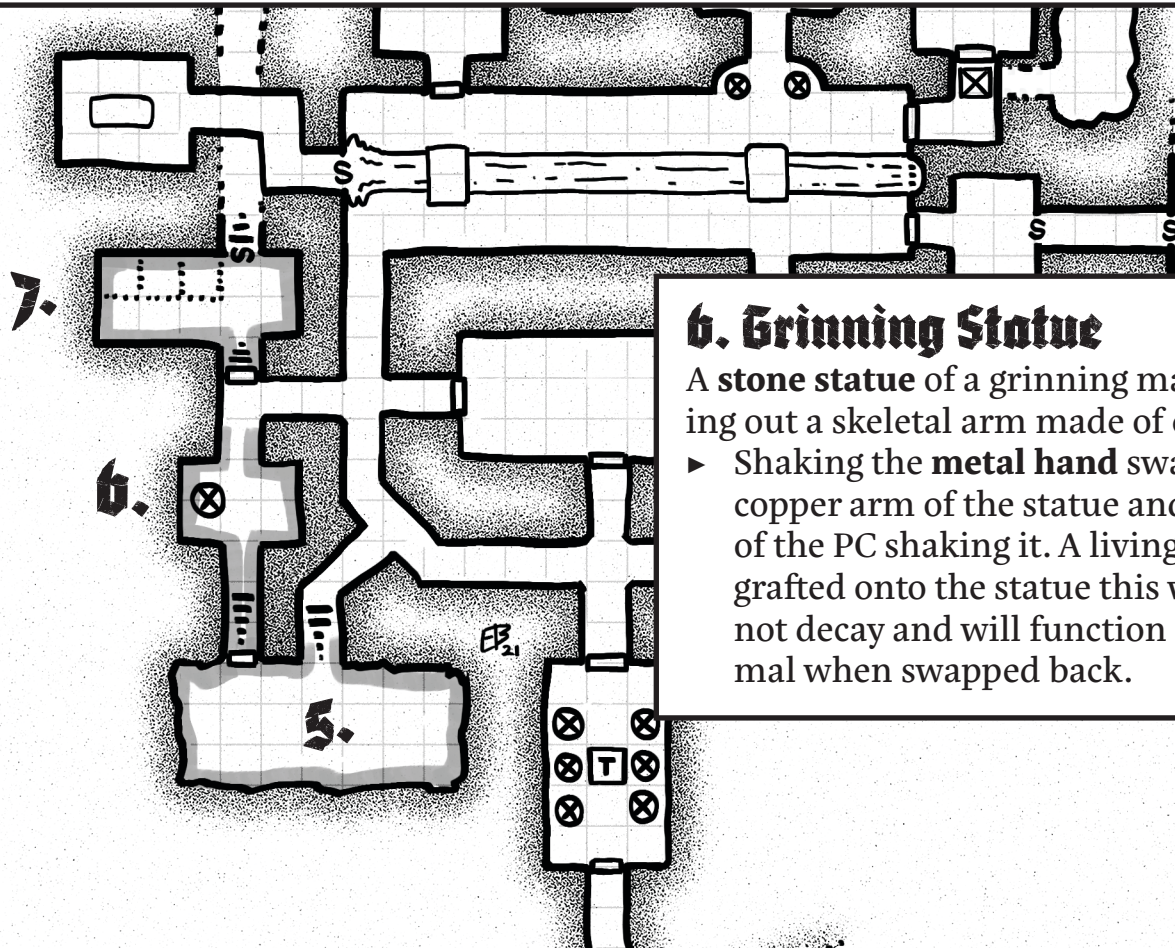 S
S
S
S
7.
6. Grinning Statue
A stone statue of a grinning ma
ing out a skeletal arm made of
▸ Shaking the metal hand swa
copper arm of the statue and
of the PC shaking it. A living
grafted onto the statue this
not decay and will function
mal when swapped back.
6.
EB
21
5.
T